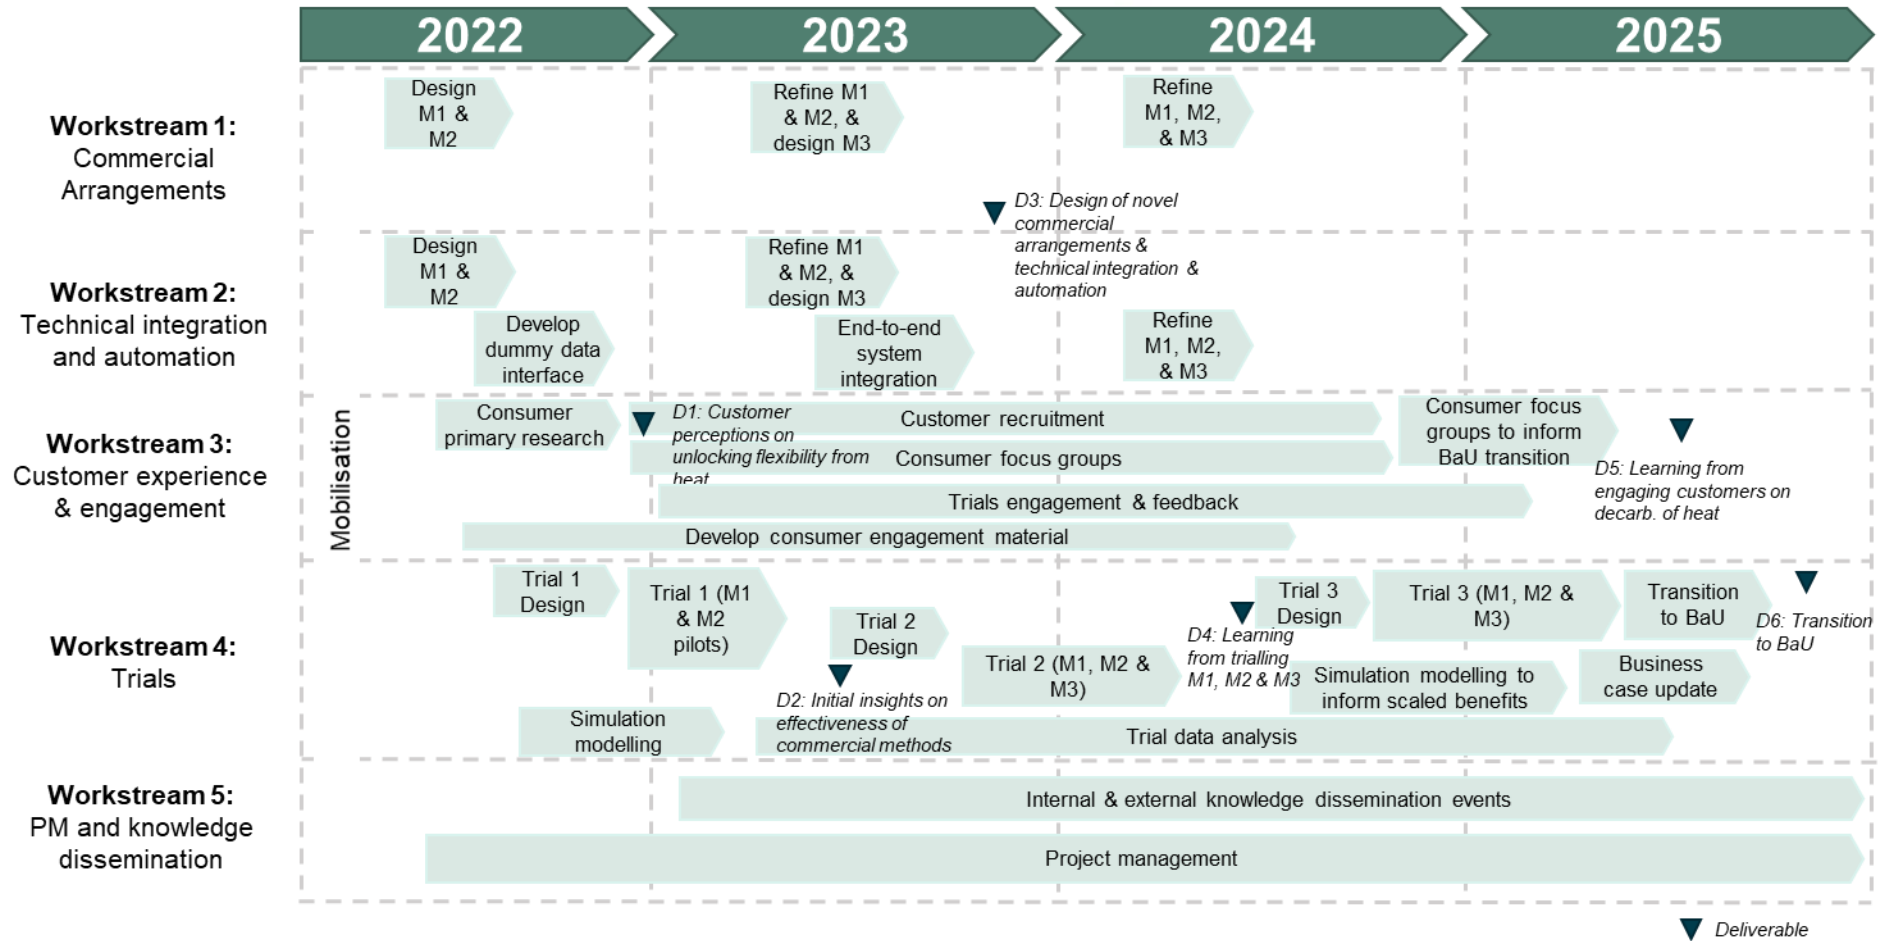 2022
2023
2024
2025
Workstream 1:
Commercial
Arrangements
Design
M1 &
M2
Refine M1
& M2, &
design M3
Refine
M1, M2,
& M3
D3: Design of novel
commercial
arrangements &
technical integration &
automation
Workstream 2:
Technical integration
and automation
Design
M1 &
M2
Develop
dummy data
interface
Refine M1
& M2, &
design M3
End-to-end
system
integration
Refine
M1, M2,
& M3
Mobilisation
Workstream 3:
Customer experience
& engagement
Consumer
primary research
D1: Customer
perceptions on
unlocking flexibility from
heat
Customer recruitment
Consumer focus groups
Consumer focus
groups to inform
BaU transition
D5: Learning from
engaging customers on
decarb. of heat
Trials engagement & feedback
Develop consumer engagement material
Workstream 4:
Trials
Trial 1
Design
Trial 1 (M1
& M2
pilots)
Trial 2
Design
Trial 2 (M1, M2 &
M3)
D4: Learning
from trialling
M1, M2 & M3
Trial 3
Design
Trial 3 (M1, M2 &
M3)
Transition
to BaU
D6: Transition
to BaU
Simulation
modelling
D2: Initial insights on
effectiveness of
commercial methods
Simulation modelling to
inform scaled benefits
Business
case update
Trial data analysis
Workstream 5:
PM and knowledge
dissemination
Internal & external knowledge dissemination events
Project management
Deliverable